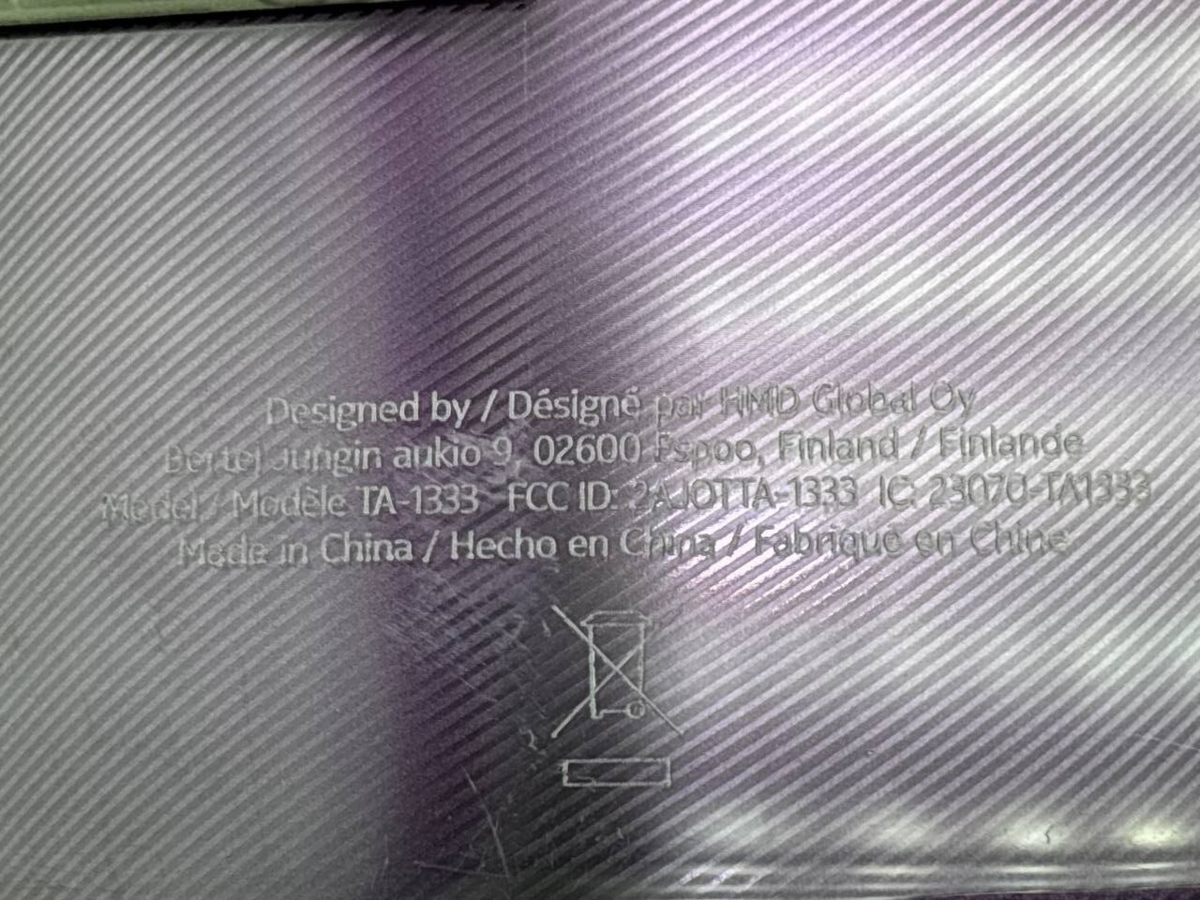 Designed by / Désigné par HMD Global Oy
Bertel Jungin aukio 9, 02600 Espoo, Finland / Finlande
Model / Modèle TA-1333 FCC ID: 2AJOTTA-1333 IC: 23070-TA1333
Made in China / Hecho en China / Fabriqué en Chine